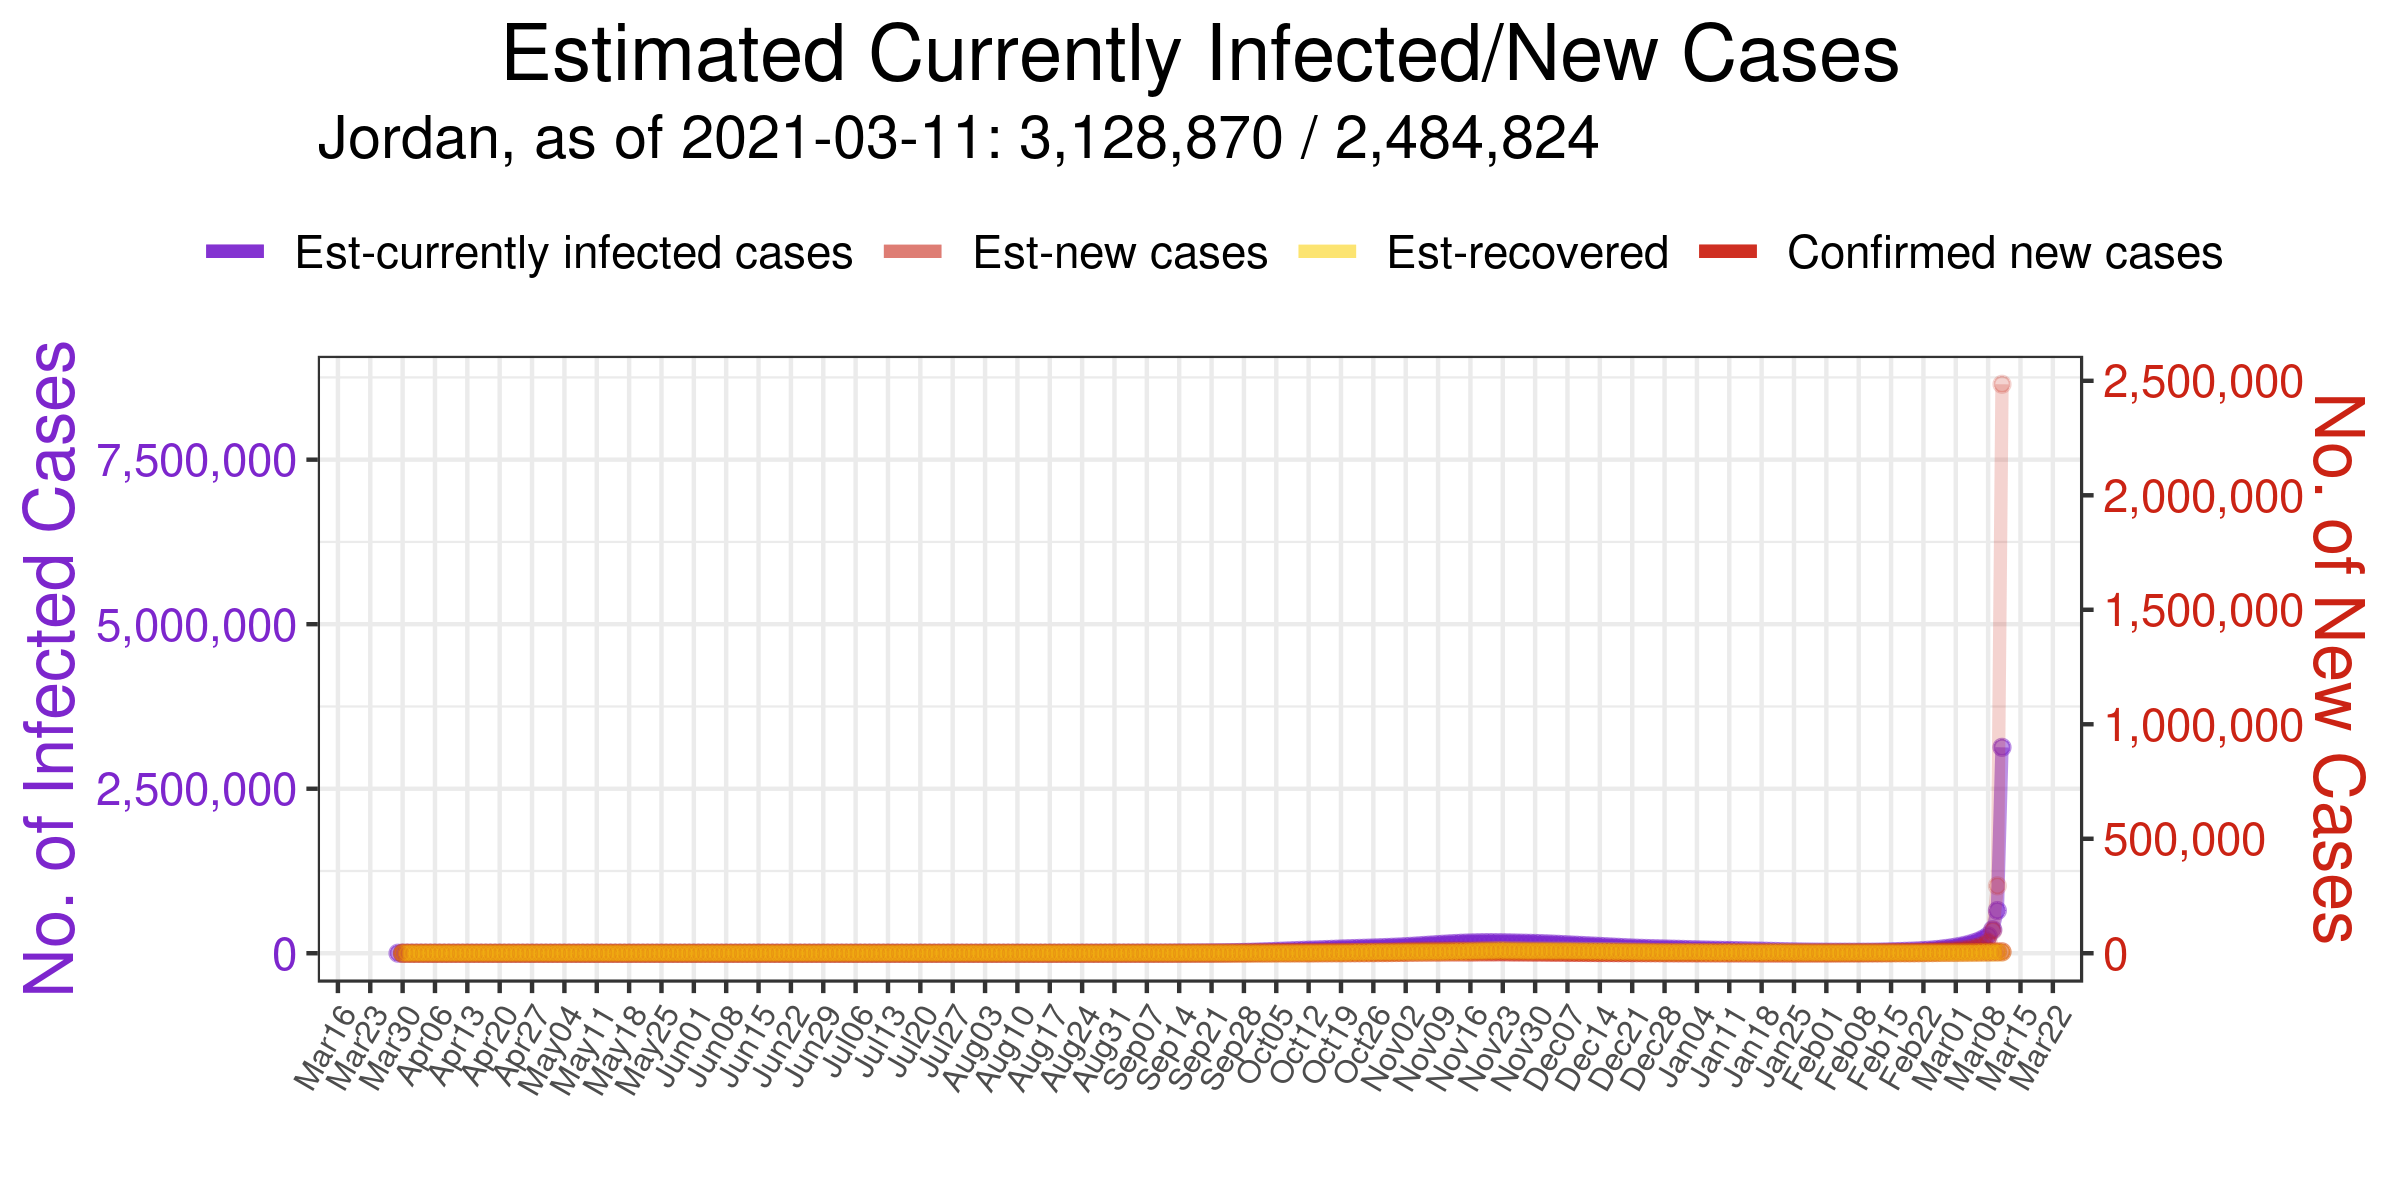 Estimated Currently Infected/New Cases
Jordan, as of 2021-03-11: 3,128,870 / 2,484,824
Est-currently infected cases
Est-new cases
Est-recovered
Confirmed new cases
No. of Infected Cases
7,500,000
5,000,000
2,500,000
0
2,500,000
2,000,000
1,500,000
1,000,000
500,000
0
No. of New Cases
Mar16
Mar23
Mar30
Apr06
Apr13
Apr20
Apr27
May04
May11
May18
May25
Jun01
Jun08
Jun15
Jun22
Jun29
Jul06
Jul13
Jul20
Jul27
Aug03
Aug10
Aug17
Aug24
Aug31
Sep07
Sep14
Sep21
Sep28
Oct05
Oct12
Oct19
Oct26
Nov02
Nov09
Nov16
Nov23
Nov30
Dec07
Dec14
Dec21
Dec28
Jan04
Jan11
Jan18
Jan25
Feb01
Feb08
Feb15
Feb22
Mar01
Mar08
Mar15
Mar22